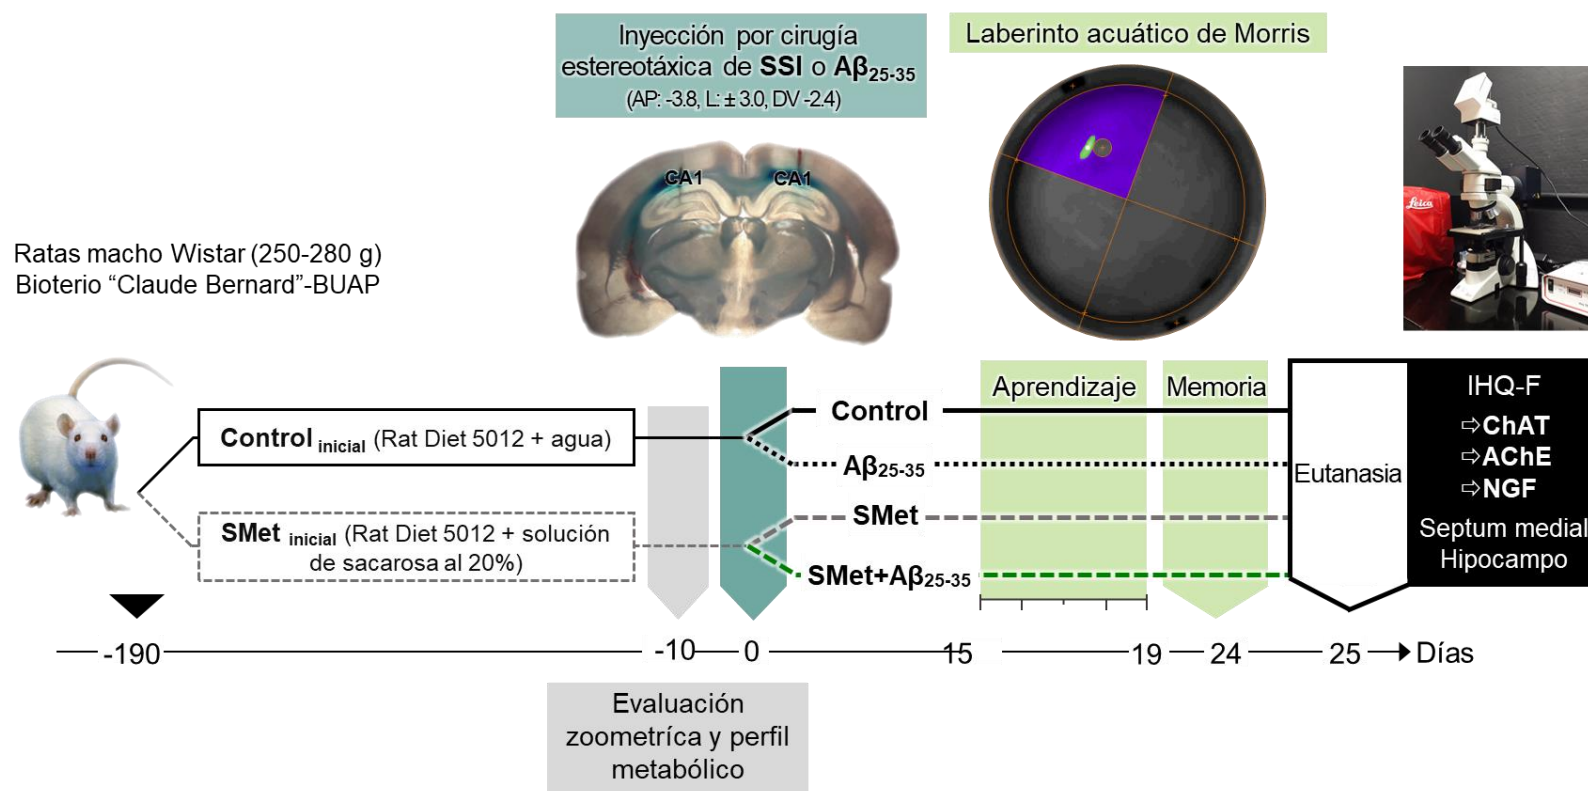 Inyección por cirugía
estereotáxica de SSI o Aβ25-35
(AP: -3.8, L: ± 3.0, DV -2.4)
Laberinto acuático de Morris
CA1
CA1
Leica
Ratas macho Wistar (250-280 g)
Bioterio “Claude Bernard”-BUAP
Control inicial (Rat Diet 5012 + agua)
SMet inicial (Rat Diet 5012 + solución
de sacarosa al 20%)
Control
Aβ25-35
SMet
SMet+Aβ25-35
Aprendizaje
Memoria
Eutanasia
IHQ-F
⇨ChAT
⇨AChE
⇨NGF
Septum medial
Hipocampo
-190
-10
0
15
19
24
25
Días
Evaluación
zoometríca y perfil
metabólico